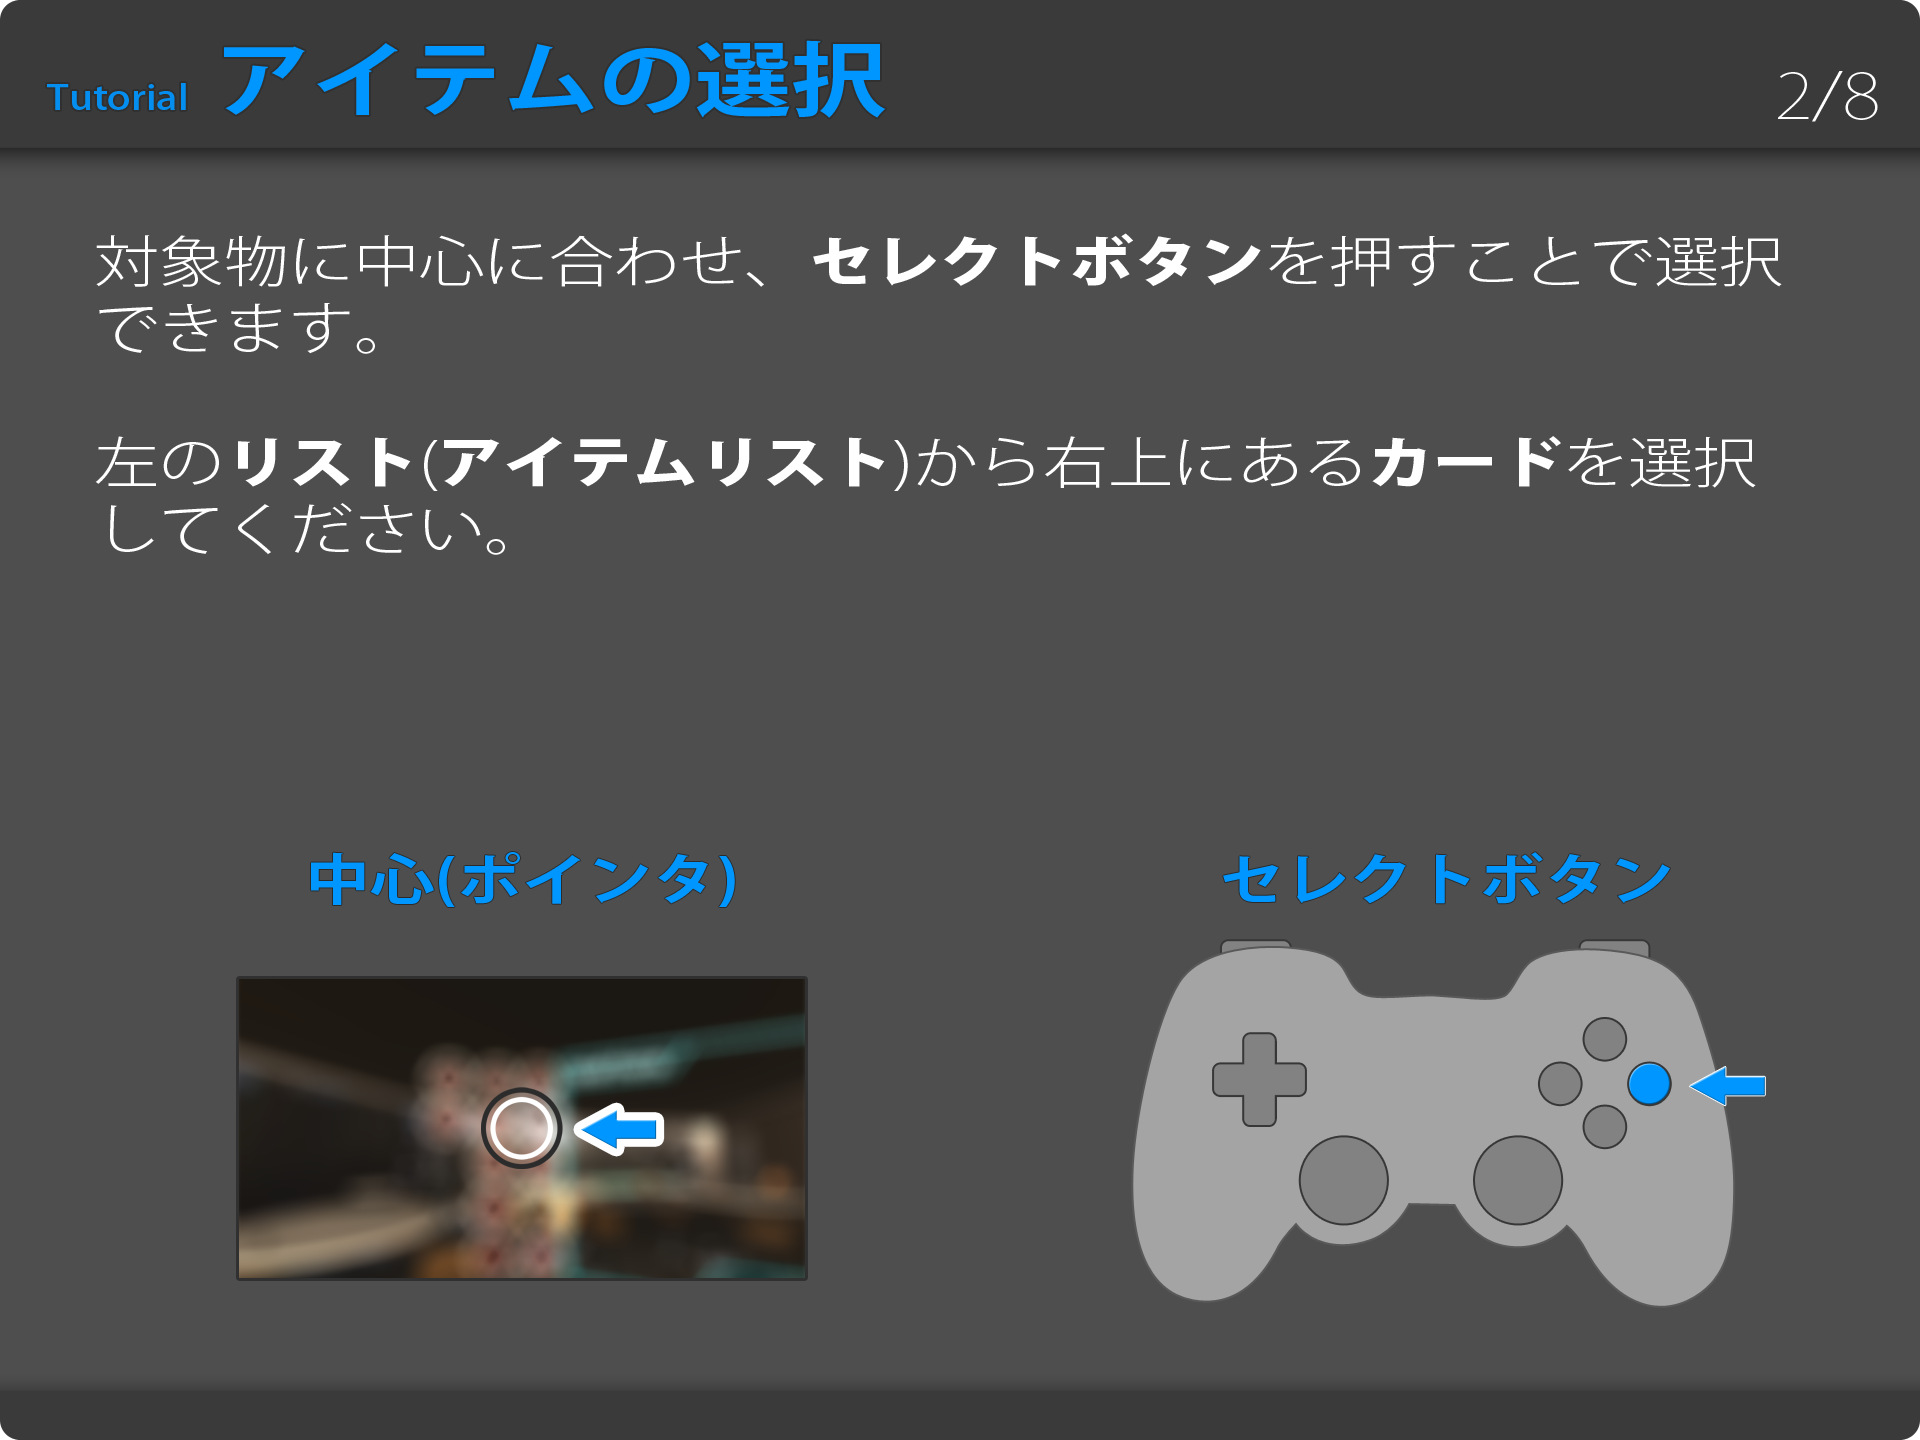 Tutorial アイテムの選択
2/8
対象物に中心に合わせ、セレクトボタンを押すことで選択
できます。
左のリスト(アイテムリスト)から右上にあるカードを選択
してください。
中心(ポインタ)
セレクトボタン